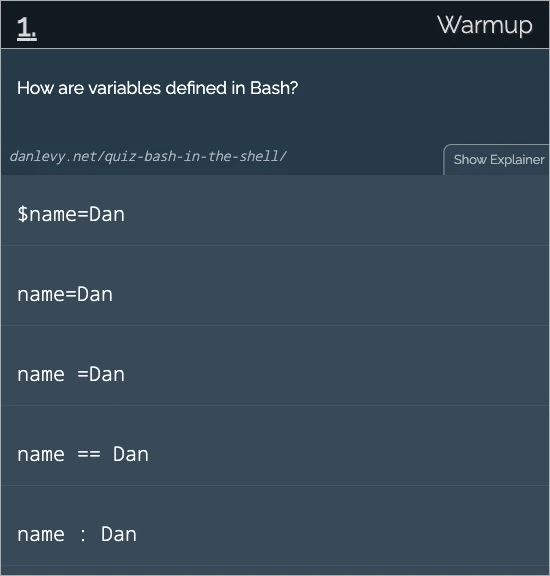 1.
Warmup
How are variables defined in Bash?
danlevy.net/quiz-bash-in-the-shell/
Show Explainer
$name=Dan
name=Dan
name =Dan
name == Dan
name : Dan